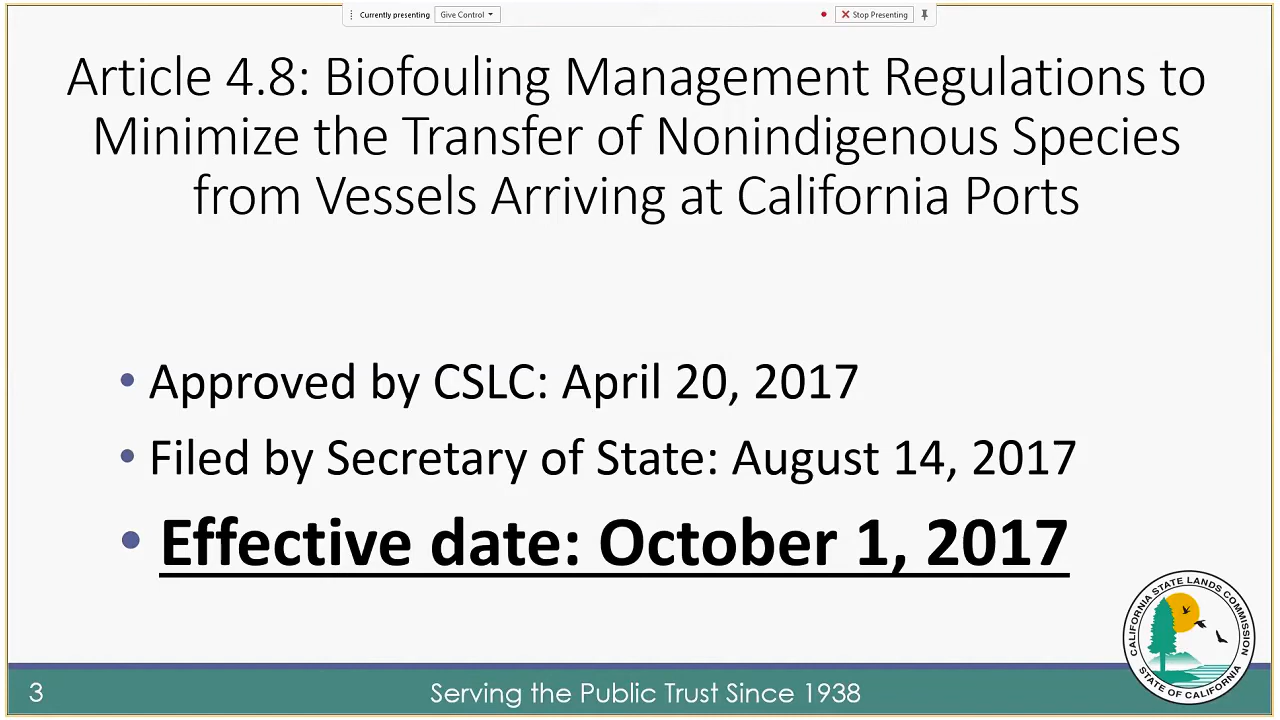 Currently presenting Give Control Stop Presenting
Article 4.8: Biofouling Management Regulations to
Minimize the Transfer of Nonindigenous Species
from Vessels Arriving at California Ports
• Approved by CSLC: April 20, 2017
• Filed by Secretary of State: August 14, 2017
• Effective date: October 1, 2017
CALIFORNIA STATE LANDS COMMISSION
STATE OF CALIFORNIA
3 Serving the Public Trust Since 1938